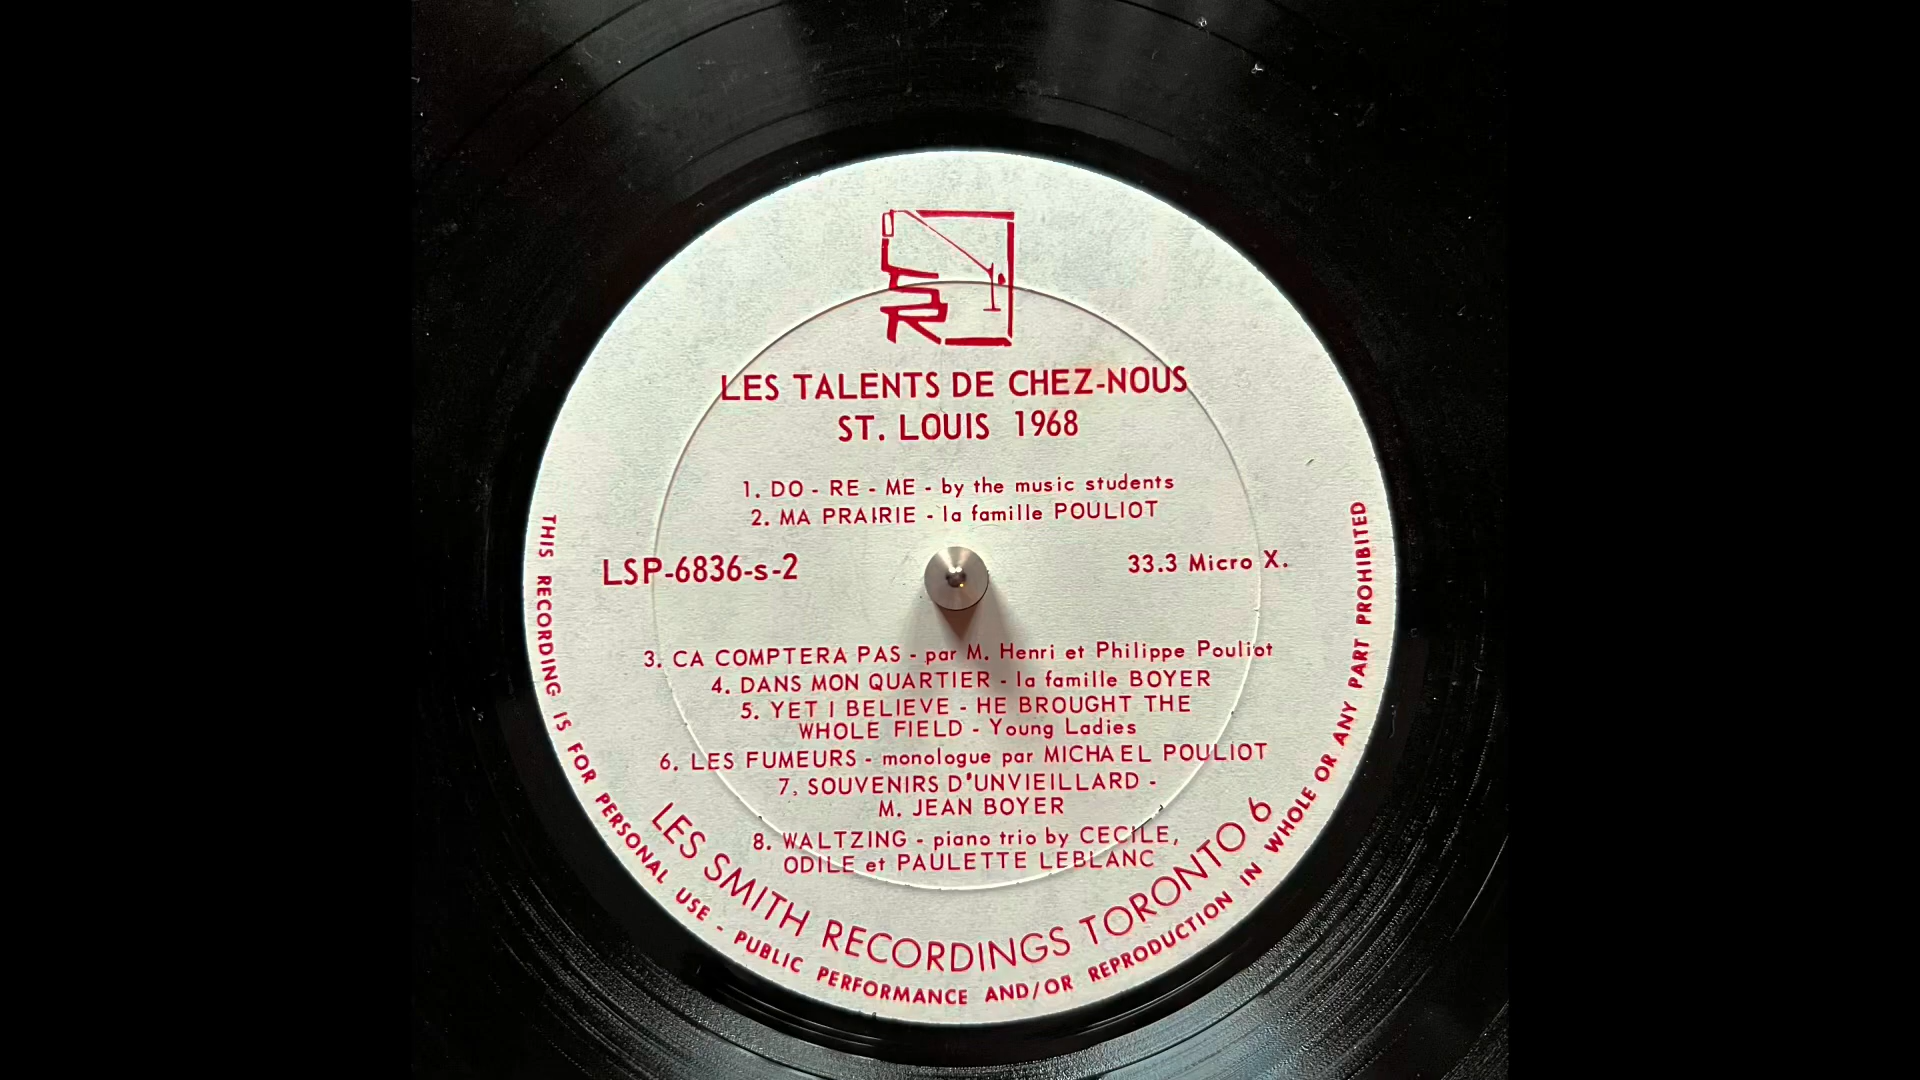 LSR
LES TALENTS DE CHEZ-NOUS
ST. LOUIS 1968
1. DO - RE - ME - by the music students
2. MA PRAIRIE - la famille POULIOT
LSP-6836-s-2
33.3 Micro X.
3. CA COMPTERA PAS - par M. Henri et Philippe Pouliot
4. DANS MON QUARTIER - la famille BOYER
5. YET I BELIEVE - HE BROUGHT THE
WHOLE FIELD - Young Ladies
6. LES FUMEURS - monologue par MICHAEL POULIOT
7. SOUVENIRS D'UNVIEILLARD -
M. JEAN BOYER
8. WALTZING - piano trio by CECILE,
ODILE et PAULETTE LEBLANC
LES SMITH RECORDINGS TORONTO 6
THIS RECORDING IS FOR PERSONAL USE - PUBLIC PERFORMANCE AND/OR REPRODUCTION IN WHOLE OR ANY PART PROHIBITED